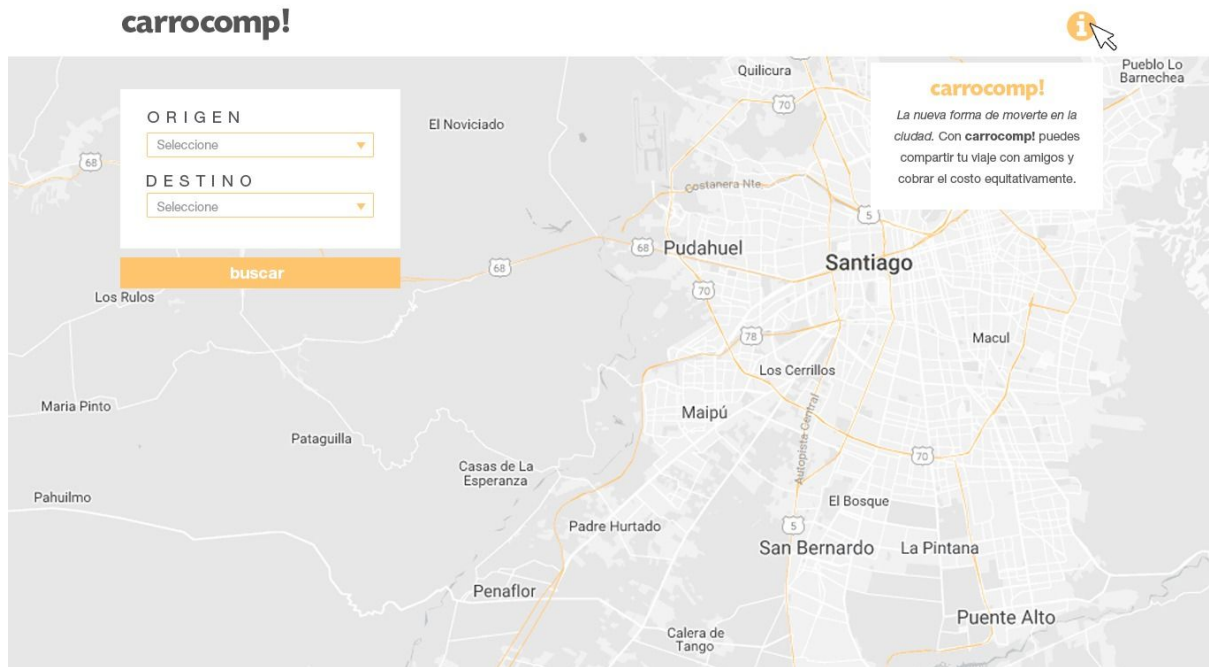 carrocomp!
i
ORIGEN
Seleccione
DESTINO
Seleccione
buscar
carrocomp!
La nueva forma de moverte en la
ciudad. Con carrocomp! puedes
compartir tu viaje con amigos y
cobrar el costo equitativamente.
Quilicura
Pueblo Lo
Barnechea
70
El Noviciado
68
Costanera Nte.
5
68
Pudahuel
Santiago
68
70
Los Rulos
78
Macul
Los Cerrillos
Maria Pinto
Maipú
Autopista Central
Pataguilla
70
Casas de La
Esperanza
Pahuilmo
El Bosque
Padre Hurtado
5
San Bernardo
La Pintana
Penaflor
Puente Alto
Calera de
Tango